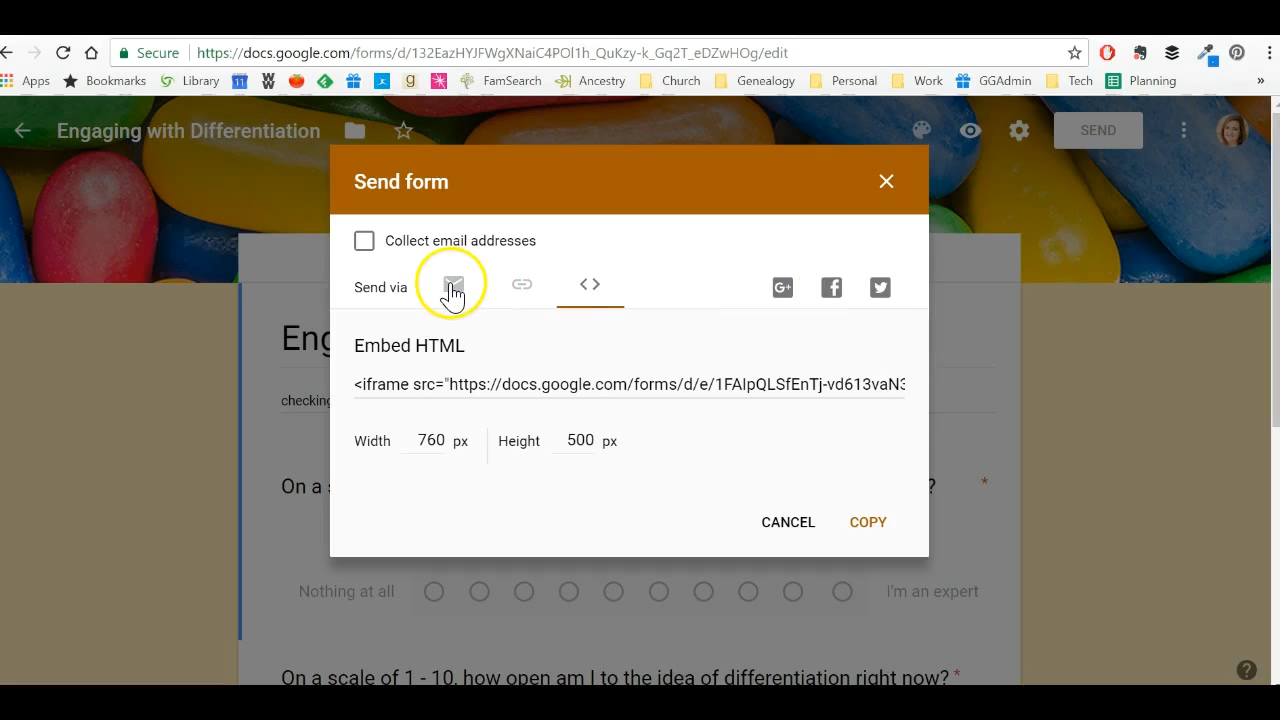 Secure https://docs.google.com/forms/d/132EazHYJFWgXNaiC4POl1h_QuKzy-k_Gq2T_eDZwHOg/edit
Apps Bookmarks Library FamSearch Ancestry Church Genealogy Personal Work GGAdmin Tech Planning »
Engaging with Differentiation SEND
Send form
Collect email addresses
Send via
Eng
Embed HTML
<iframe src="https://docs.google.com/forms/d/e/1FAIpQLSfEnTj-vd613vaN3
checking
Width 760 px Height 500 px
On a ? *
CANCEL COPY
Nothing at all I'm an expert
On a scale of 1 - 10, how open am I to the idea of differentiation right now? *